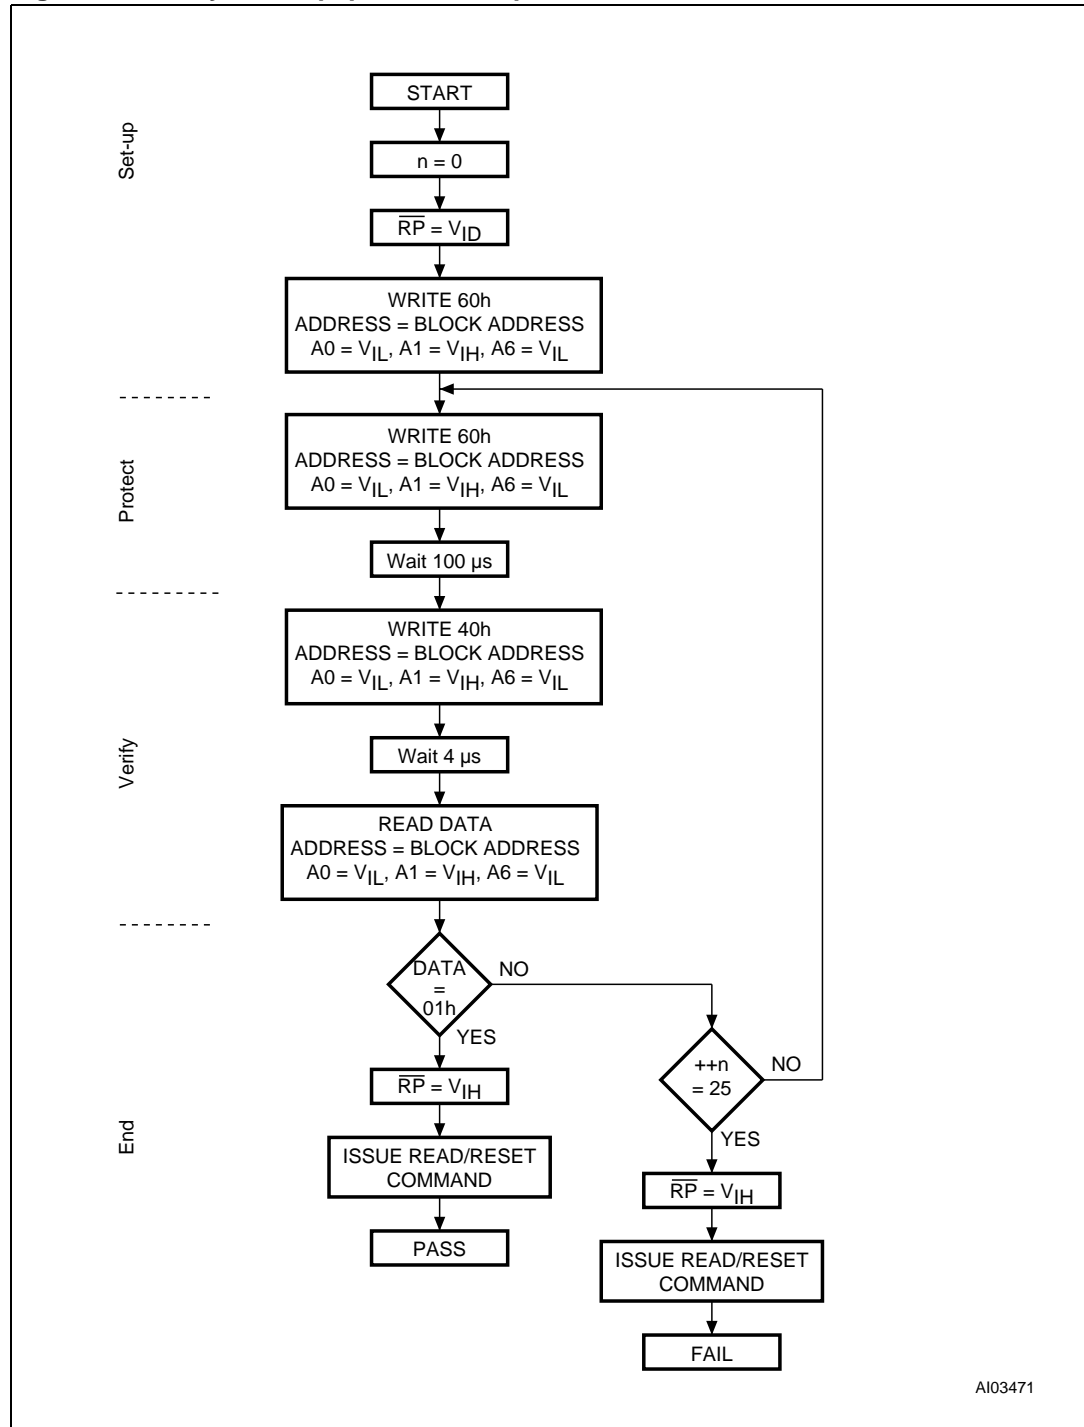 START
Set-up
n = 0
RP = VID
WRITE 60h
ADDRESS = BLOCK ADDRESS
A0 = VIL, A1 = VIH, A6 = VIL
WRITE 60h
ADDRESS = BLOCK ADDRESS
A0 = VIL, A1 = VIH, A6 = VIL
Protect
Wait 100 µs
WRITE 40h
ADDRESS = BLOCK ADDRESS
A0 = VIL, A1 = VIH, A6 = VIL
Verify
Wait 4 µs
READ DATA
ADDRESS = BLOCK ADDRESS
A0 = VIL, A1 = VIH, A6 = VIL
DATA
=
01h
NO
YES
++n
= 25
NO
YES
End
RP = VIH
ISSUE READ/RESET
COMMAND
PASS
RP = VIH
ISSUE READ/RESET
COMMAND
FAIL
AI03471